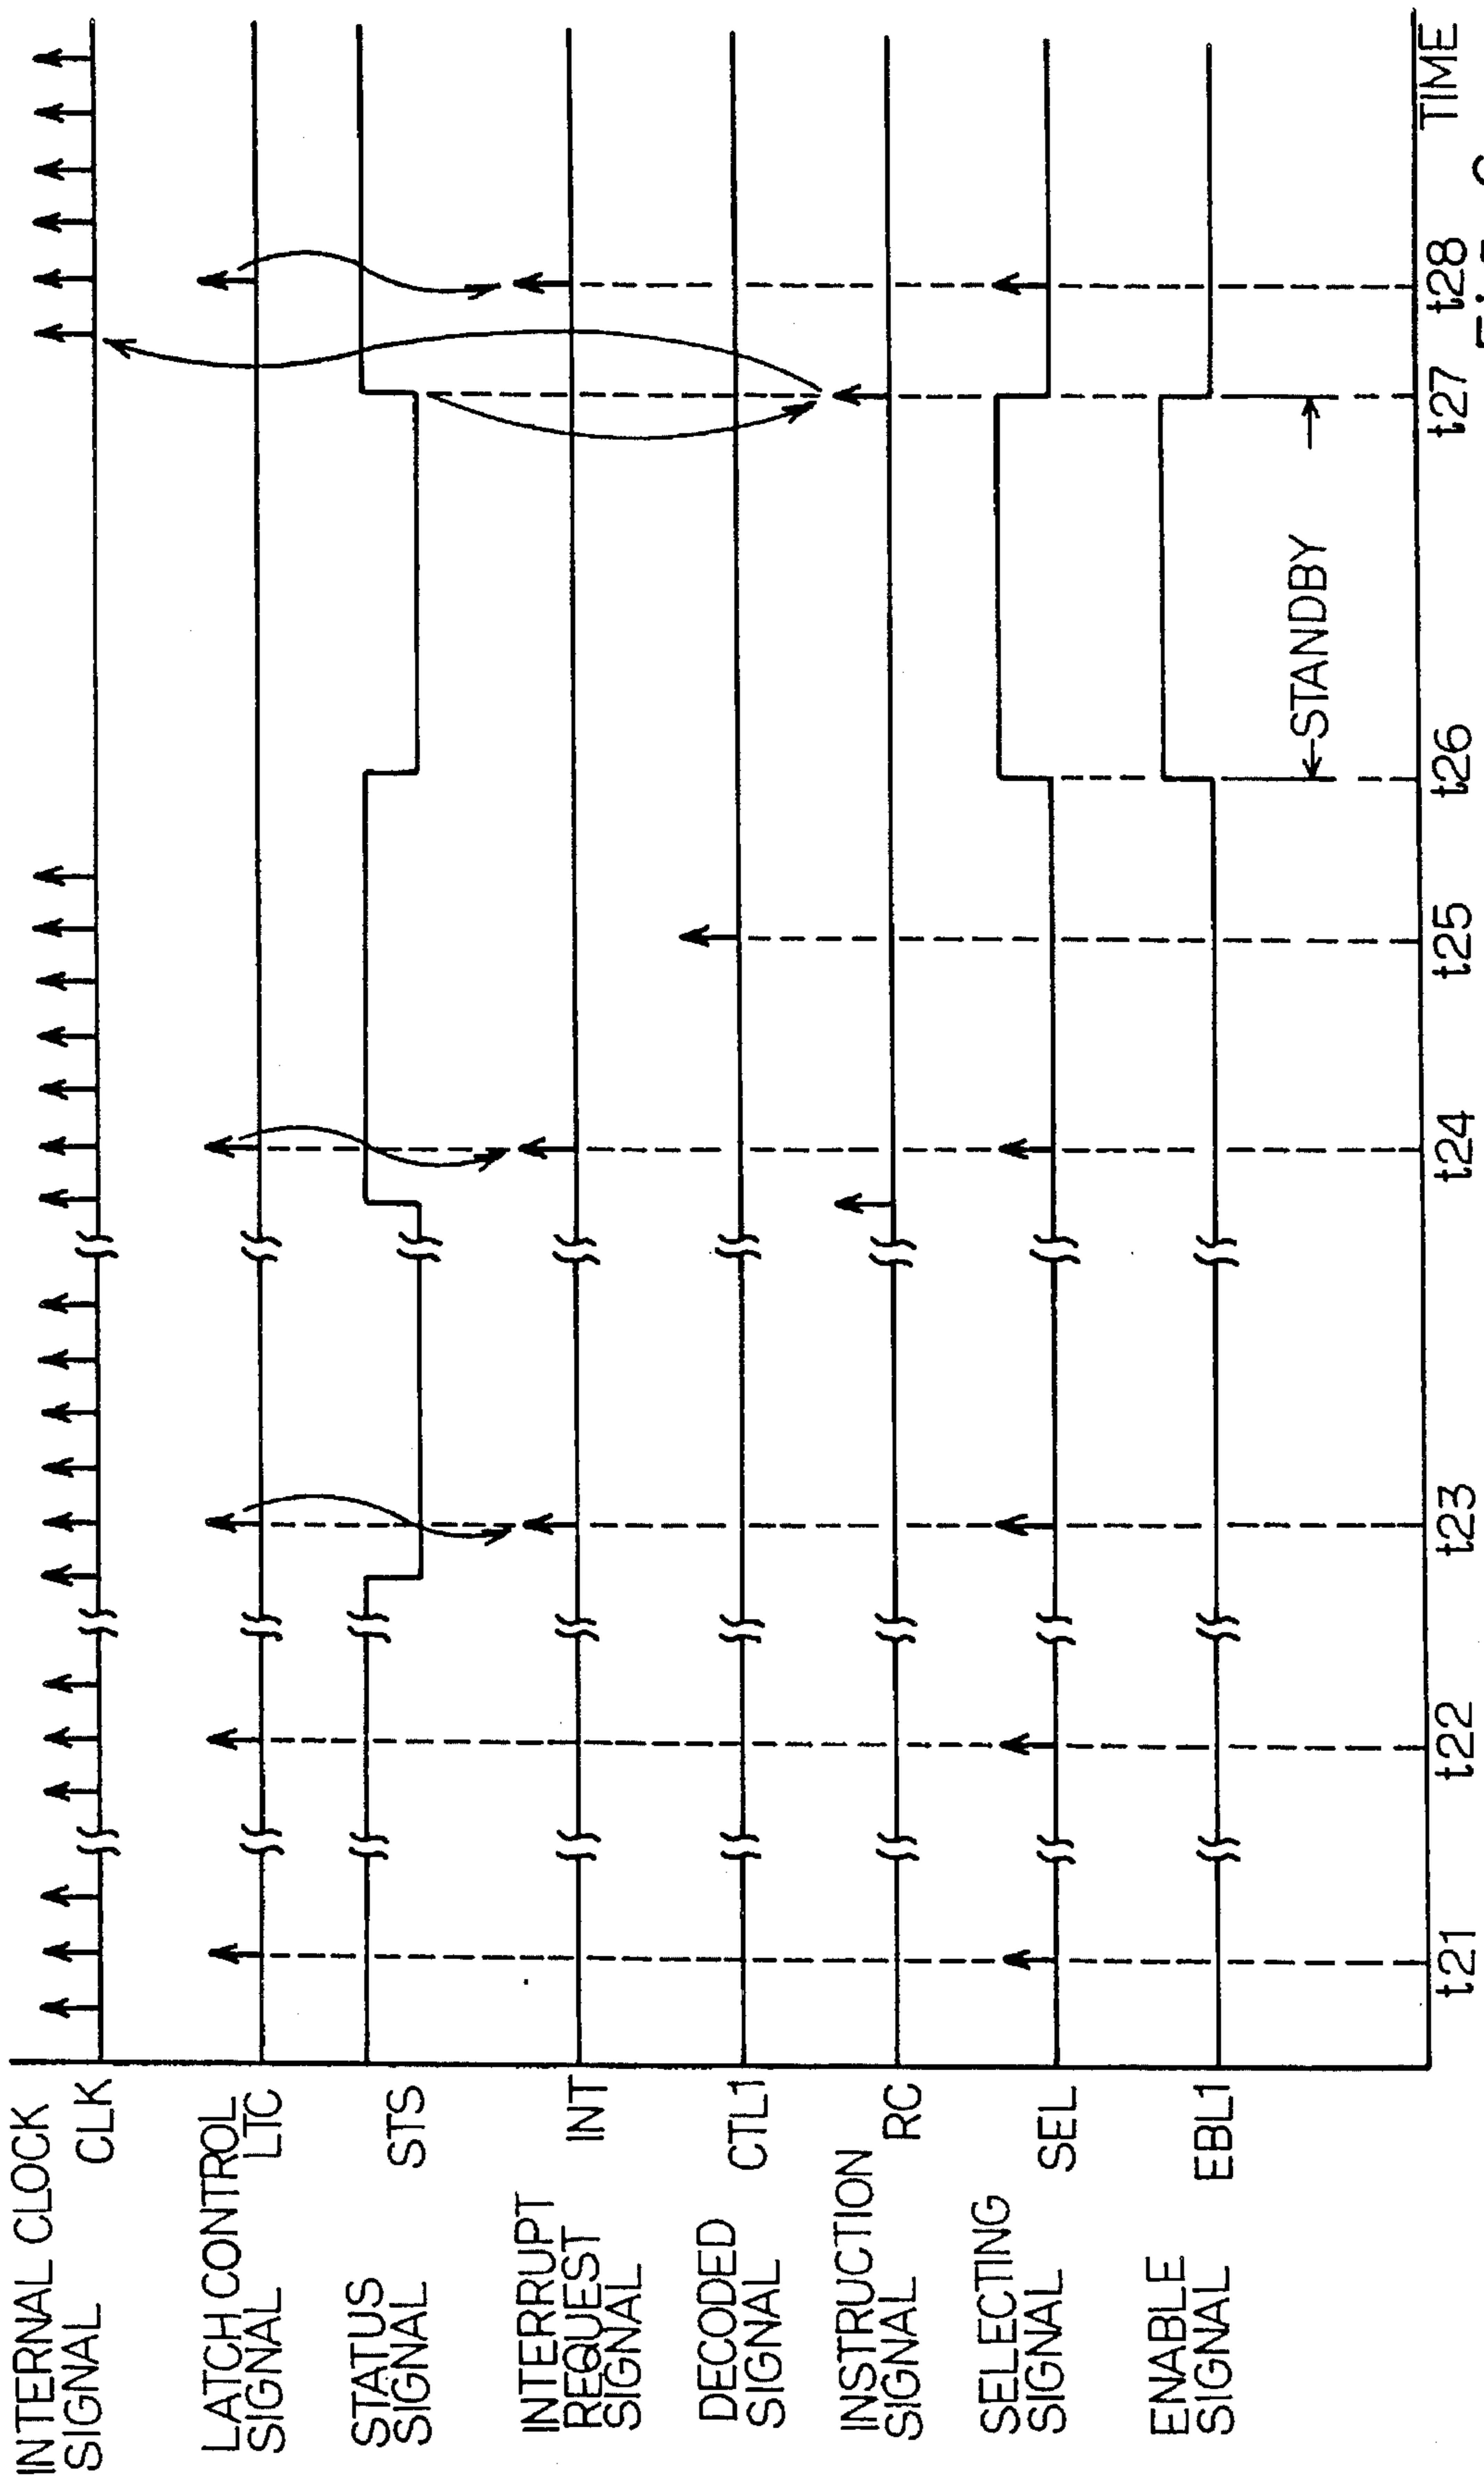 INTERNAL CLOCK
SIGNAL CLK
LATCH CONTROL
SIGNAL LTC
STATUS
SIGNAL STS
INTERRUPT
REQUEST
SIGNAL INT
DECODED
SIGNAL CTL1
INSTRUCTION
SIGNAL RC
SELECTING
SIGNAL SEL
ENABLE
SIGNAL EBL1
STANDBY
t21 t22 t23 t24 t25 t26 t27 t28 TIME